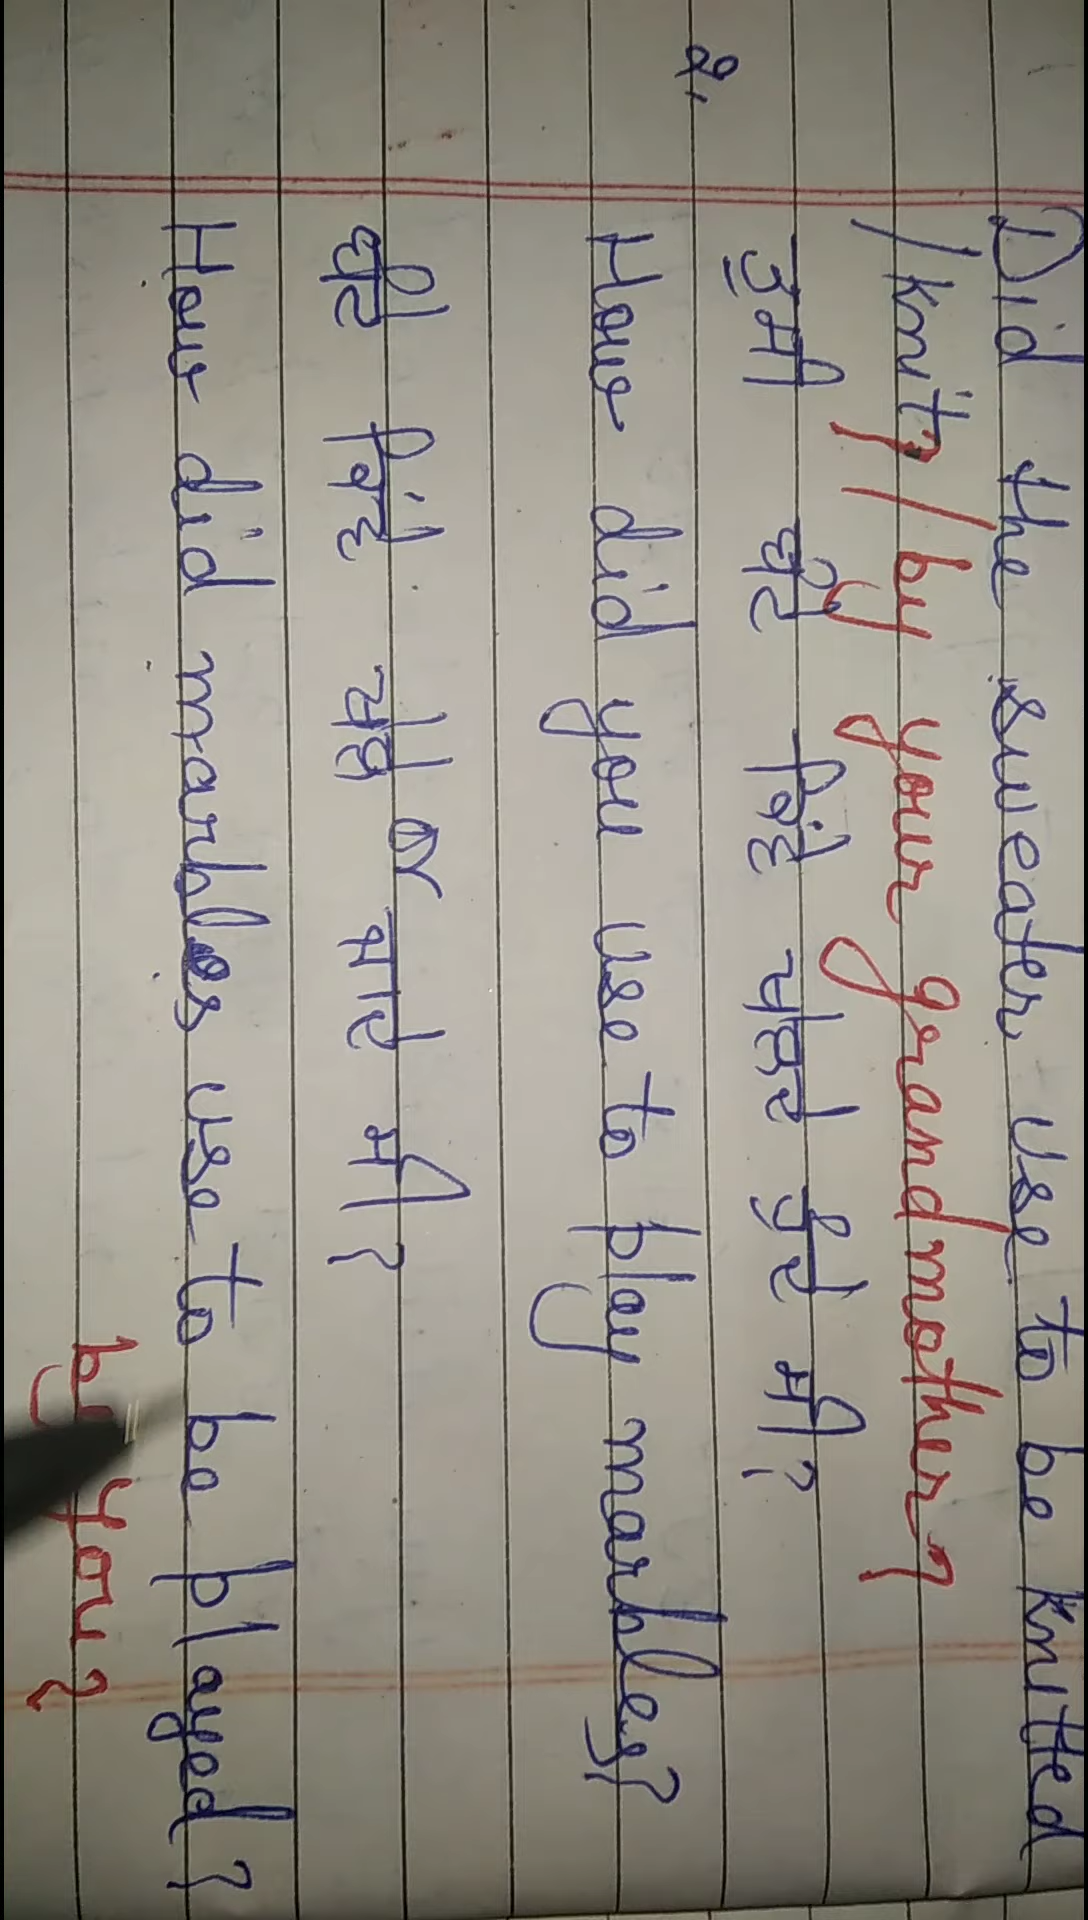 Did the sweater use to be knitted
/knit / by your grandmother?
2. ਤੁਸੀ ਬੰਟੇ ਕਿਵੇਂ ਖੇਡਦੇ ਹੁੰਦੇ ਸੀ?
How did you use to play marbles?
ਬੰਟੇ ਕਿਵੇਂ ਖੇਡੇ ਜਾਂਦੇ ਸੀ?
How did marbles use to be played?
by you?